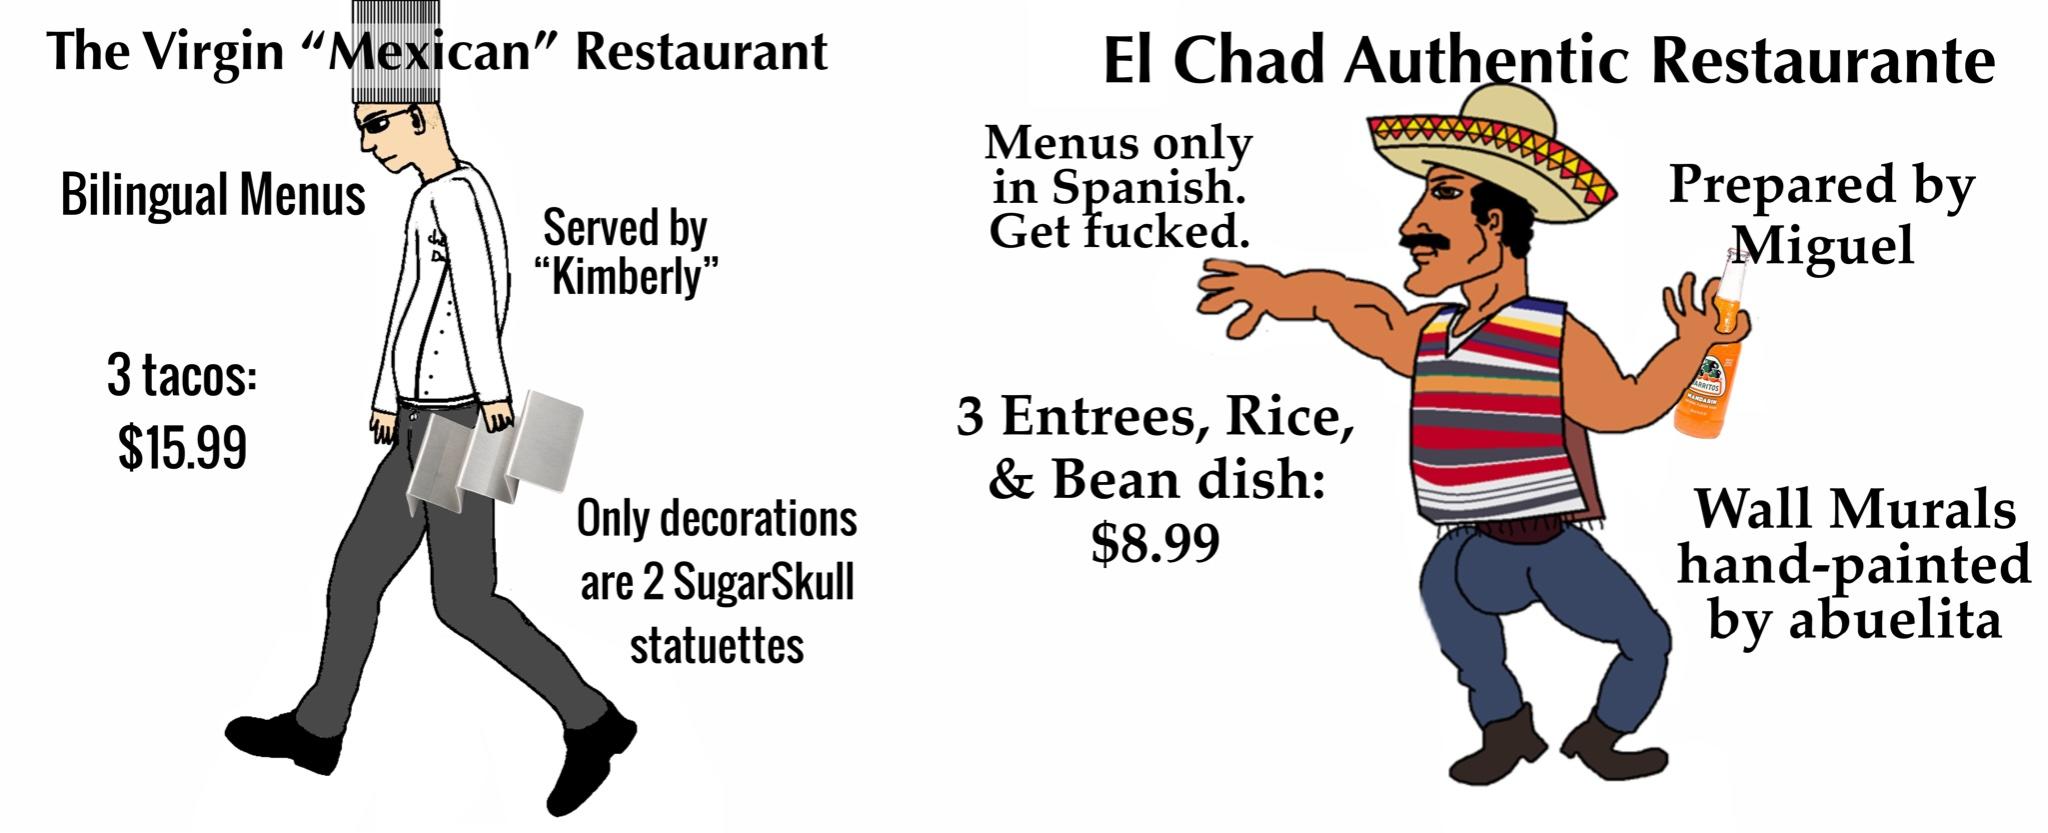 The Virgin “Mexican” Restaurant
Bilingual Menus
Served by
“Kimberly”
3 tacos:
$15.99
Only decorations
are 2 SugarSkull
statuettes
El Chad Authentic Restaurante
Menus only
in Spanish.
Get fucked.
Prepared by
Miguel
3 Entrees, Rice,
& Bean dish:
$8.99
Wall Murals
hand-painted
by abuelita
MANDARIN